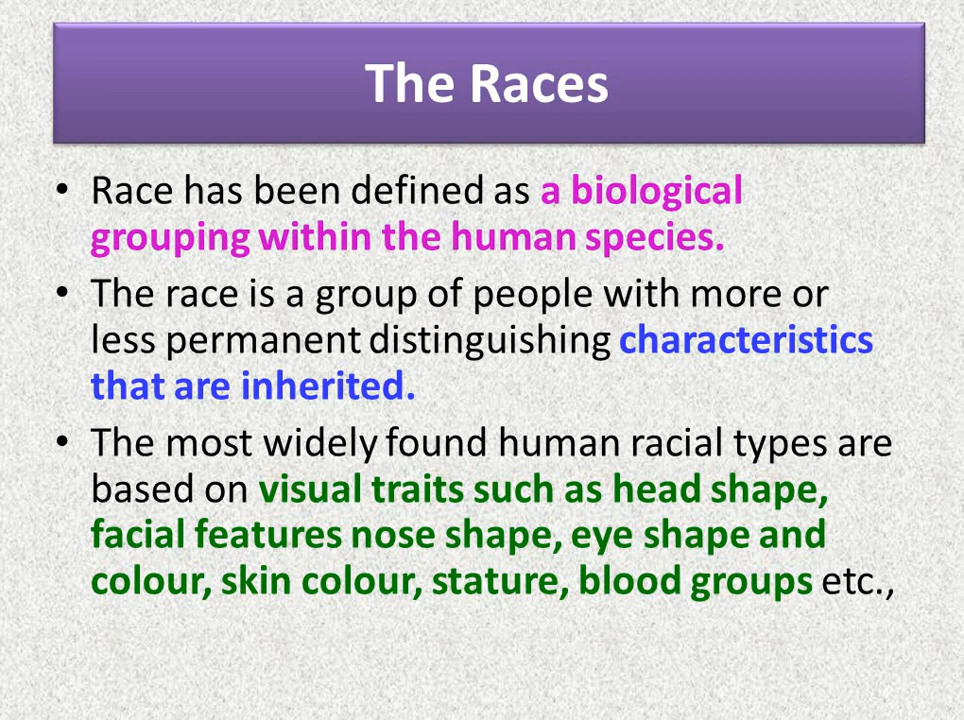 The Races
• Race has been defined as a biological
grouping within the human species.
• The race is a group of people with more or
less permanent distinguishing characteristics
that are inherited.
• The most widely found human racial types are
based on visual traits such as head shape,
facial features nose shape, eye shape and
colour, skin colour, stature, blood groups etc.,